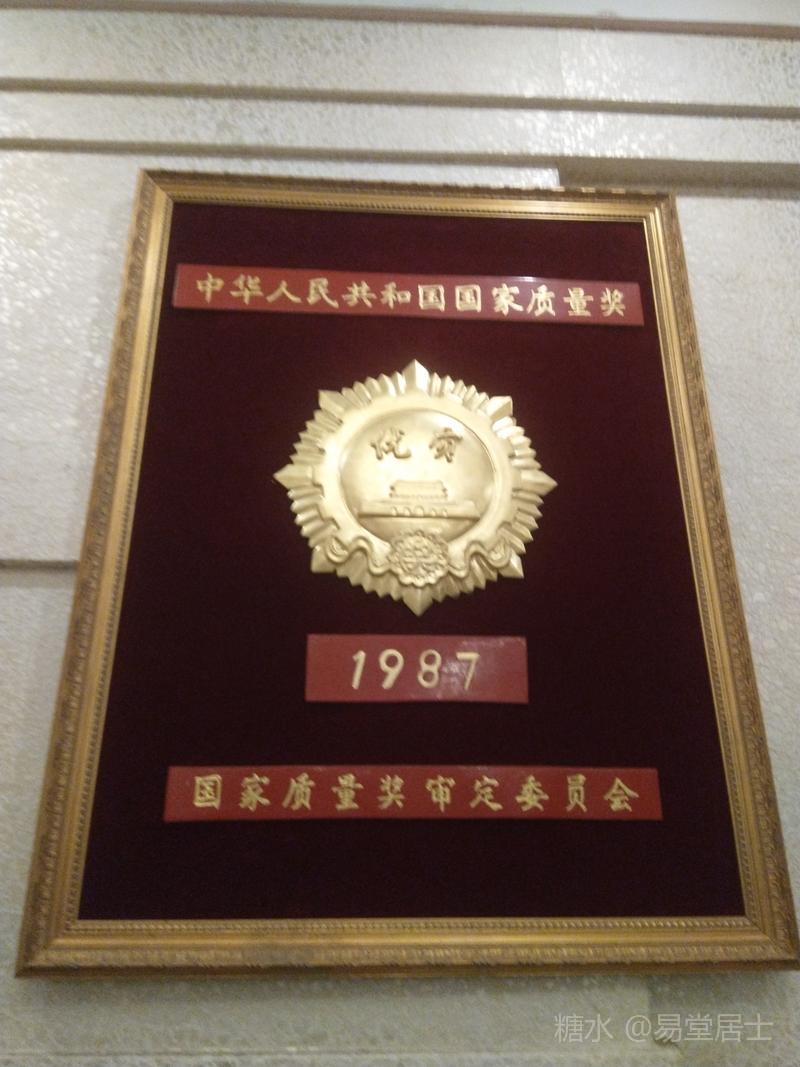 中华人民共和国国家质量奖
优质
1987
国家质量奖审定委员会
糖水 @易堂居士